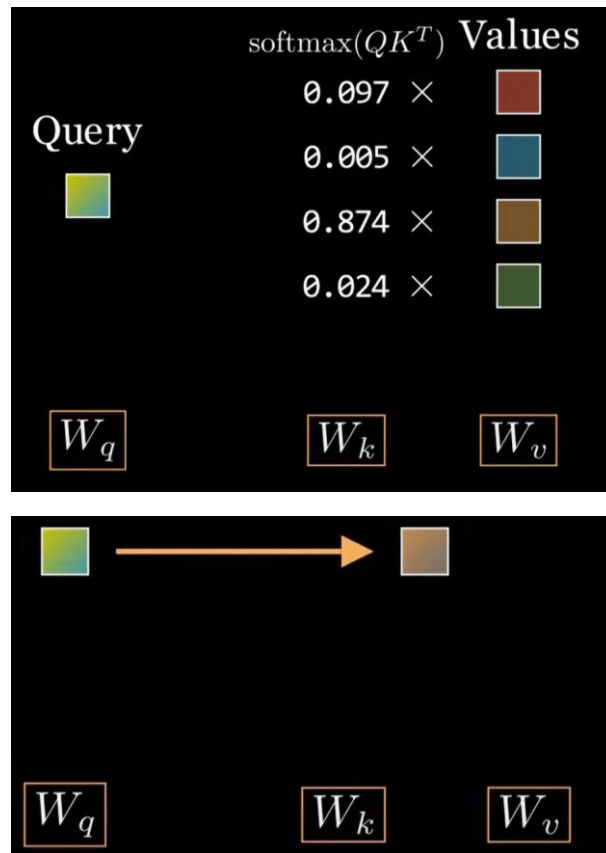 softmax(QK^T) Values
0.097 ×
Query
0.005 ×
0.874 ×
0.024 ×
W_q W_k W_v
W_q W_k W_v